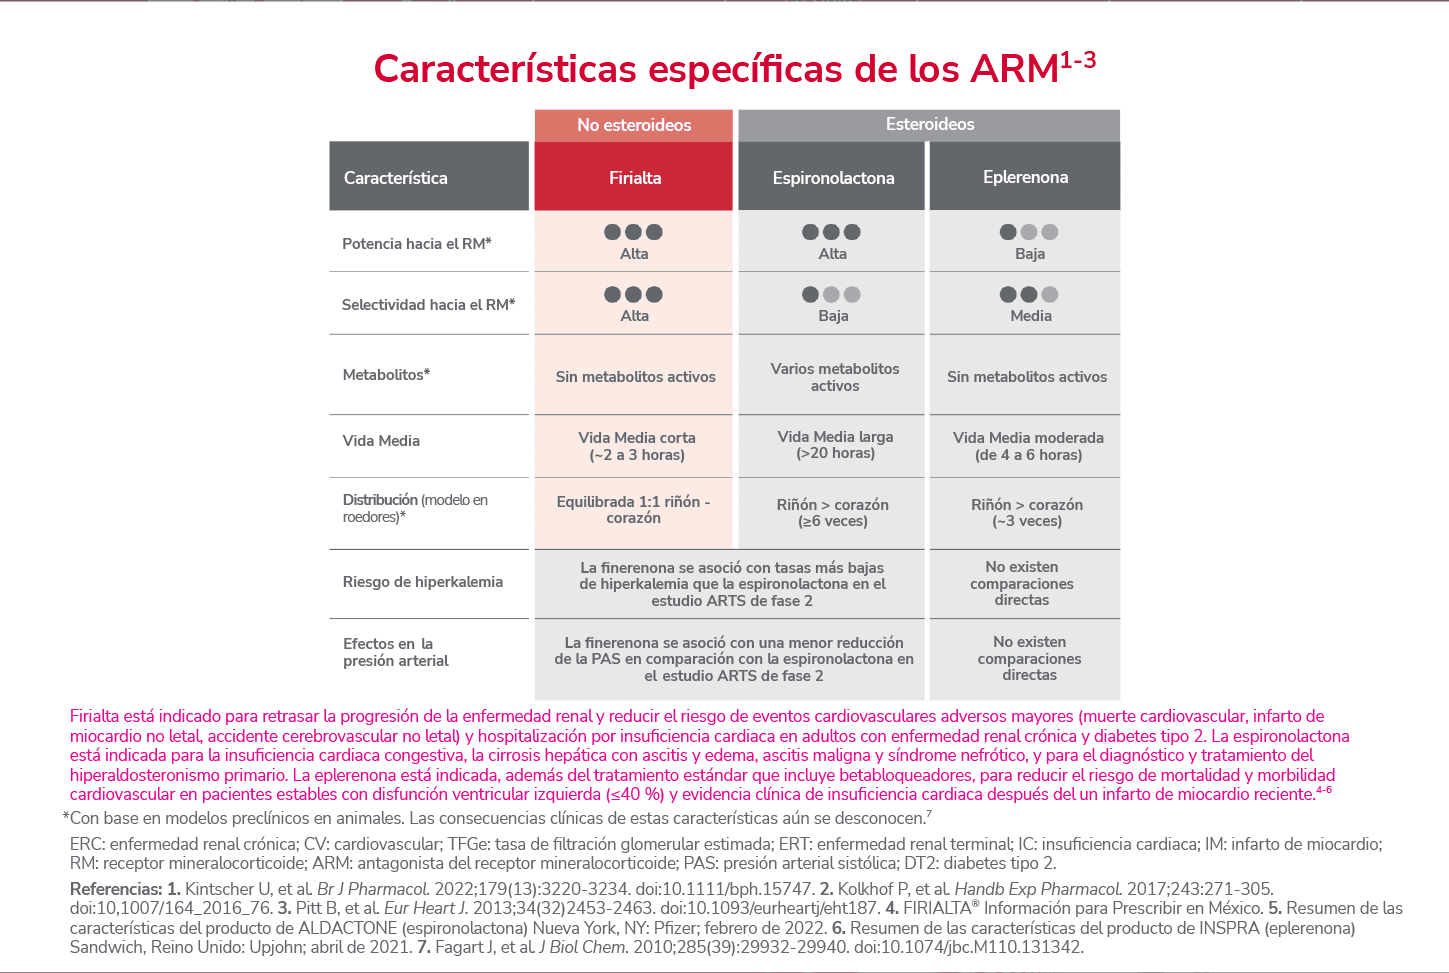 Características específicas de los ARM1-3
No esteroideos
Esteroideos
Característica
Firialta
Espironolactona
Eplerenona
Potencia hacia el RM*
Alta
Alta
Baja
Selectividad hacia el RM*
Alta
Baja
Media
Metabolitos*
Sin metabolitos activos
Varios metabolitos
activos
Sin metabolitos activos
Vida Media
Vida Media corta
(~2 a 3 horas)
Vida Media larga
(>20 horas)
Vida Media moderada
(de 4 a 6 horas)
Distribución (modelo en
roedores)*
Equilibrada 1:1 riñón -
corazón
Riñón > corazón
(≥6 veces)
Riñón > corazón
(~3 veces)
Riesgo de hiperkalemia
La finerenona se asoció con tasas más bajas
de hiperkalemia que la espironolactona en el
estudio ARTS de fase 2
No existen
comparaciones
directas
Efectos en la
presión arterial
La finerenona se asoció con una menor reducción
de la PAS en comparación con la espironolactona en
el estudio ARTS de fase 2
No existen
comparaciones
directas
Firialta está indicado para retrasar la progresión de la enfermedad renal y reducir el riesgo de eventos cardiovasculares adversos mayores (muerte cardiovascular, infarto de
miocardio no letal, accidente cerebrovascular no letal) y hospitalización por insuficiencia cardiaca en adultos con enfermedad renal crónica y diabetes tipo 2. La espironolactona
está indicada para la insuficiencia cardiaca congestiva, la cirrosis hepática con ascitis y edema, ascitis maligna y síndrome nefrótico, y para el diagnóstico y tratamiento del
hiperaldosteronismo primario. La eplerenona está indicada, además del tratamiento estándar que incluye betabloqueadores, para reducir el riesgo de mortalidad y morbilidad
cardiovascular en pacientes estables con disfunción ventricular izquierda (≤40 %) y evidencia clínica de insuficiencia cardiaca después del un infarto de miocardio reciente.4-6
*Con base en modelos preclínicos en animales. Las consecuencias clínicas de estas características aún se desconocen.7
ERC: enfermedad renal crónica; CV: cardiovascular; TFGe: tasa de filtración glomerular estimada; ERT: enfermedad renal terminal; IC: insuficiencia cardiaca; IM: infarto de miocardio;
RM: receptor mineralocorticoide; ARM: antagonista del receptor mineralocorticoide; PAS: presión arterial sistólica; DT2: diabetes tipo 2.
Referencias: 1. Kintscher U, et al. Br J Pharmacol. 2022;179(13):3220-3234. doi:10.1111/bph.15747. 2. Kolkhof P, et al. Handb Exp Pharmacol. 2017;243:271-305.
doi:10,1007/164_2016_76. 3. Pitt B, et al. Eur Heart J. 2013;34(32)2453-2463. doi:10.1093/eurheartj/eht187. 4. FIRIALTA® Información para Prescribir en México. 5. Resumen de las
características del producto de ALDACTONE (espironolactona) Nueva York, NY: Pfizer; febrero de 2022. 6. Resumen de las características del producto de INSPRA (eplerenona)
Sandwich, Reino Unido: Upjohn; abril de 2021. 7. Fagart J, et al. J Biol Chem. 2010;285(39):29932-29940. doi:10.1074/jbc.M110.131342.